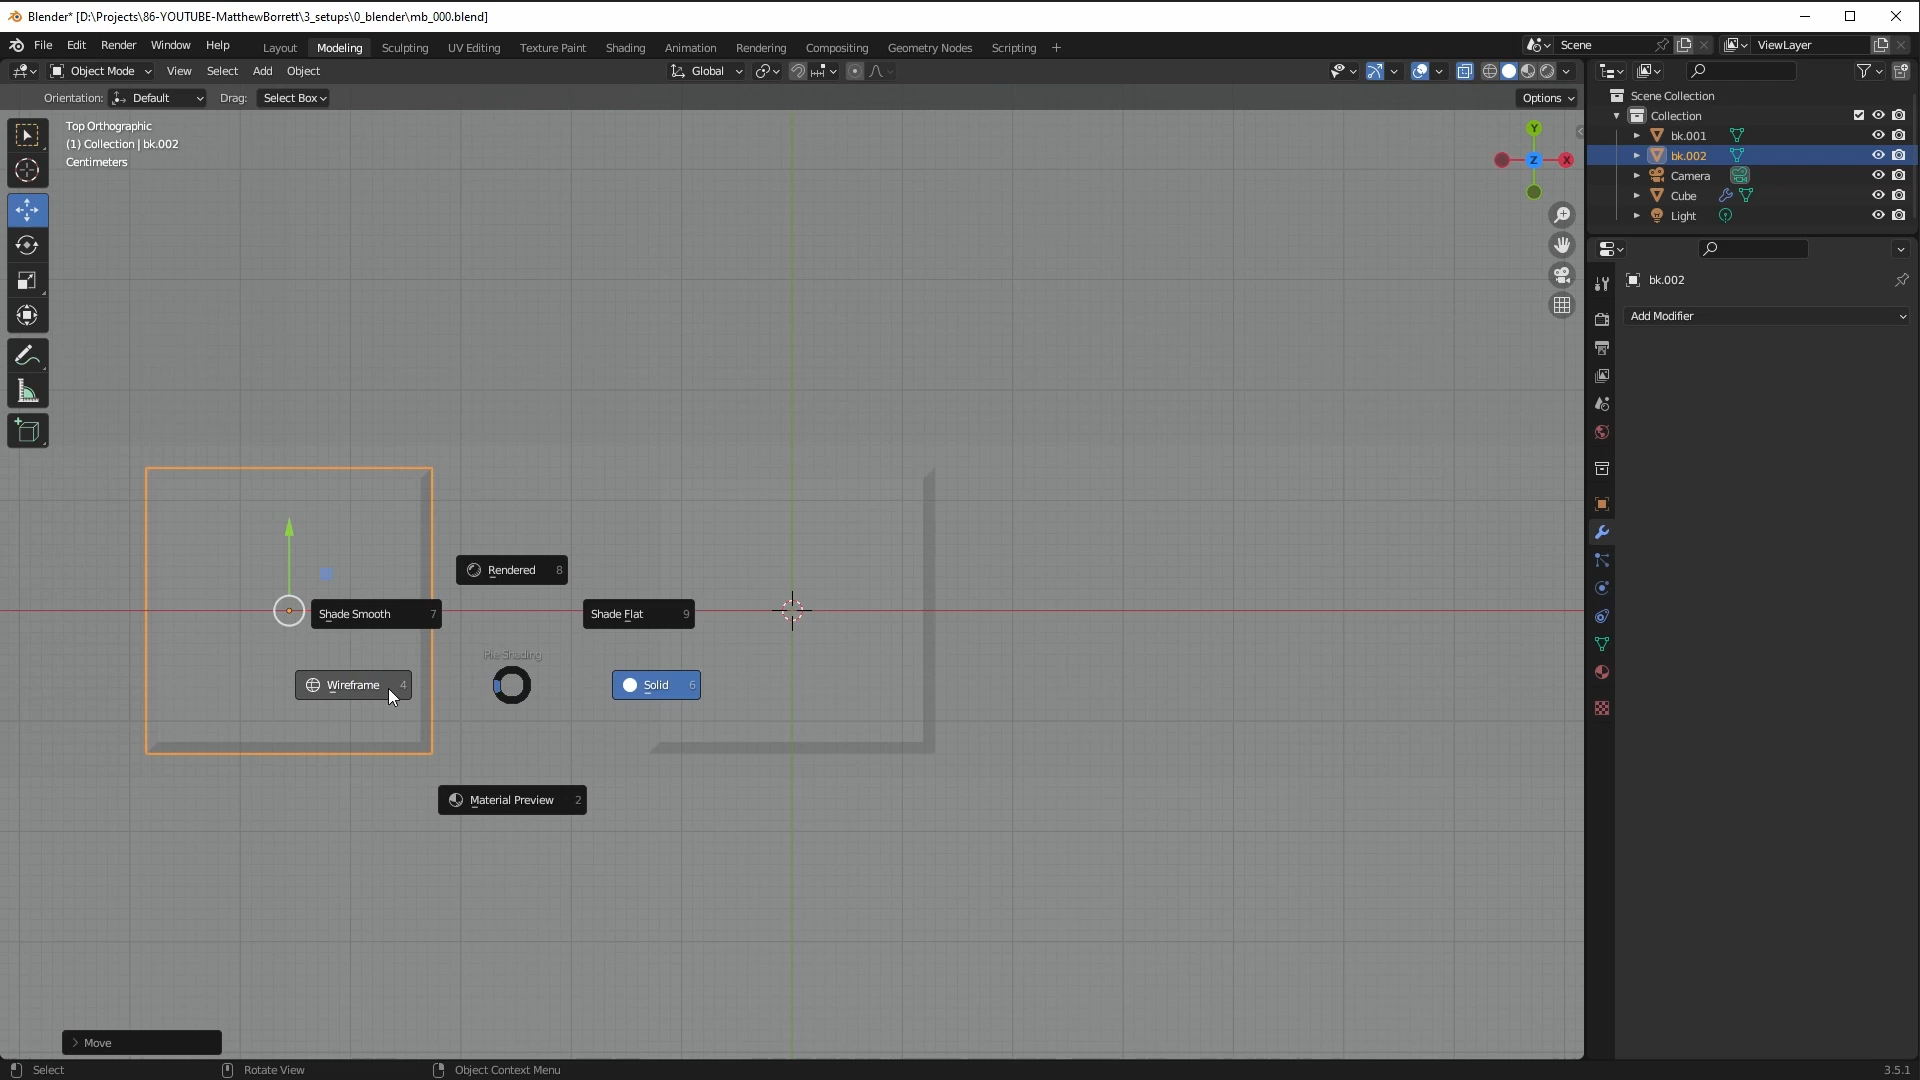 Blender* [D:\Projects\86-YOUTUBE-MatthewBorrett\3_setups\0_blender\mb_000.blend]
File Edit Render Window Help Layout Modeling Sculpting UV Editing Texture Paint Shading Animation Rendering Compositing Geometry Nodes Scripting + Scene ViewLayer
Object Mode View Select Add Object Global
Orientation: Default Drag: Select Box Options
Scene Collection
Collection
bk.001
bk.002
Camera
Cube
Light
bk.002
Add Modifier
Top Orthographic
(1) Collection | bk.002
Centimeters
Y
Z X
Rendered 8
Shade Smooth 7 Shade Flat 9
Pie Shading
Wireframe 4 Solid 6
Material Preview 2
Move
Select Rotate View Object Context Menu 3.5.1